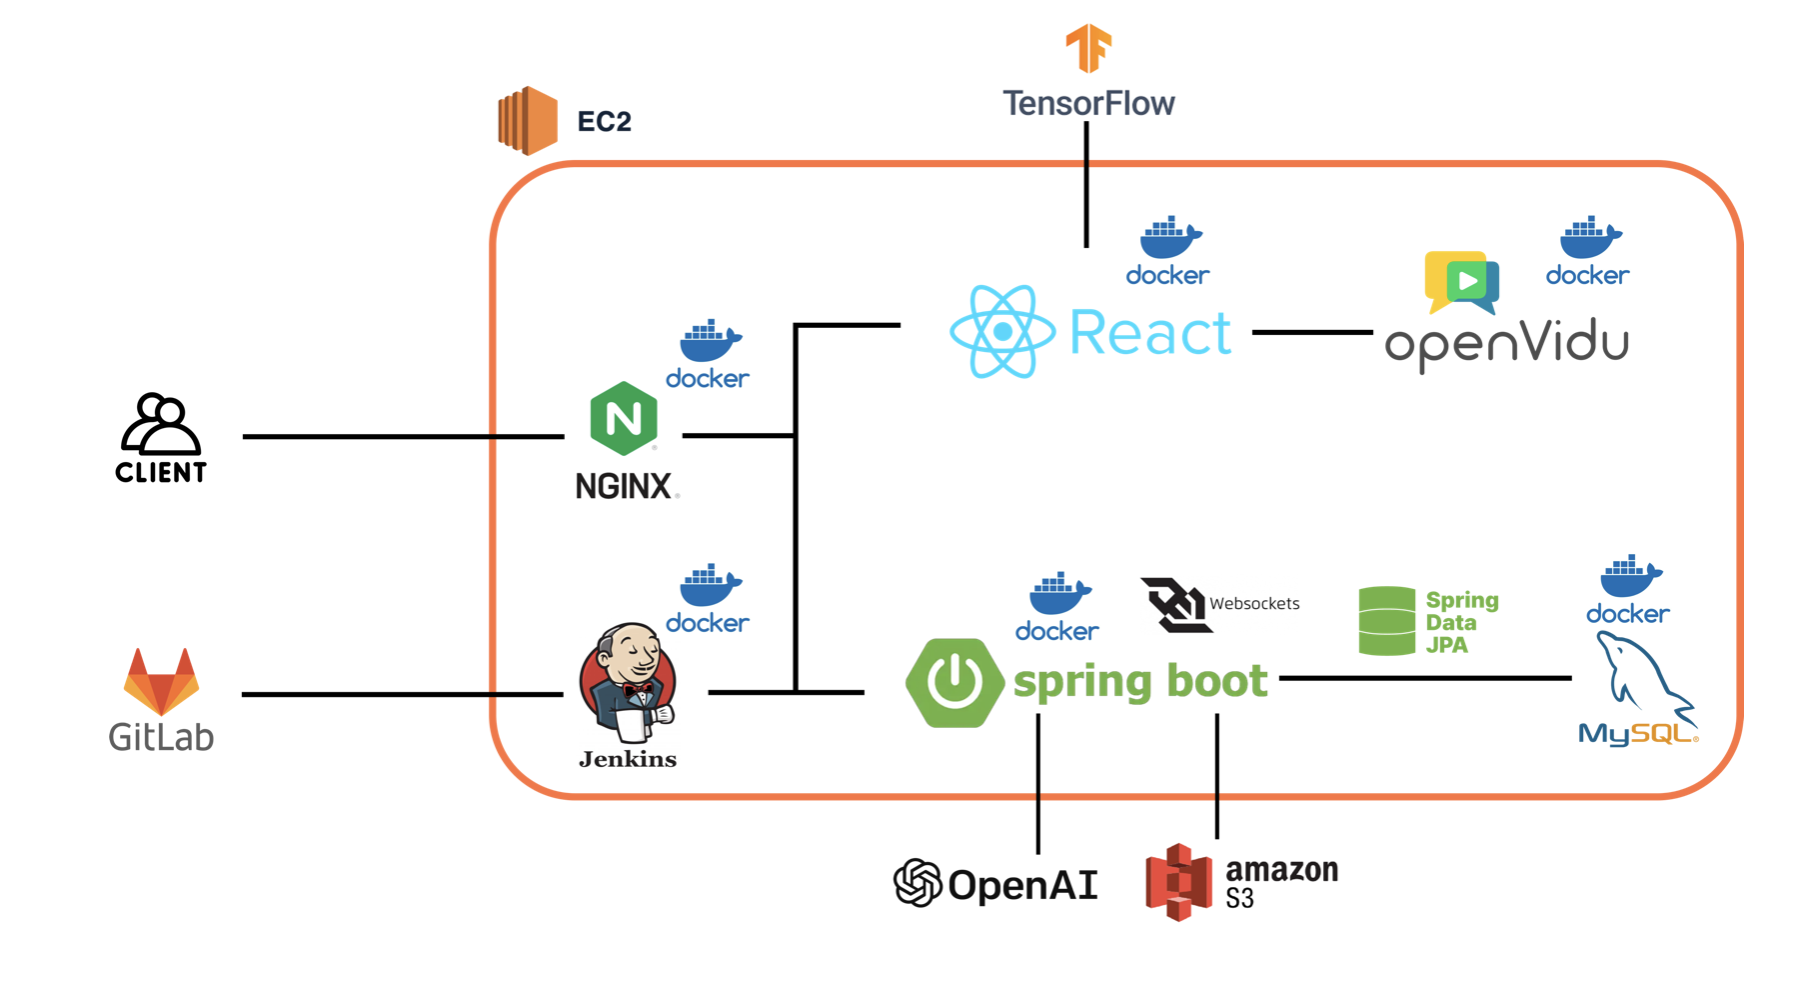 TensorFlow
EC2
docker
docker
React
openVidu
docker
NGINX
CLIENT
docker
Jenkins
GitLab
docker
Websockets
spring boot
Spring
Data
JPA
docker
MySQL
OpenAI
amazon
S3